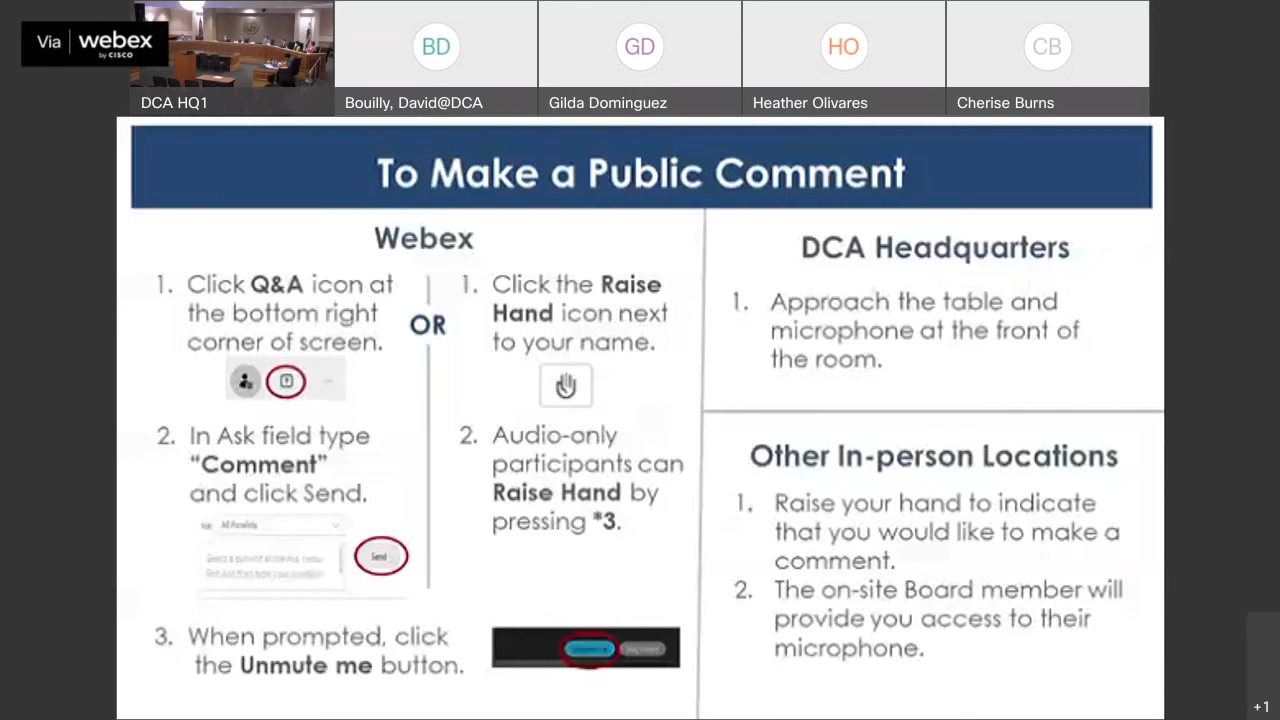 Via webex
by CISCO
DCA HQ1
BD
Bouilly, David@DCA
GD
Gilda Dominguez
HO
Heather Olivares
CB
Cherise Burns
To Make a Public Comment
Webex
1. Click Q&A icon at
the bottom right
corner of screen.
2. In Ask field type
“Comment”
and click Send.
All Panelists
Send
OR
1. Click the Raise
Hand icon next
to your name.
2. Audio-only
participants can
Raise Hand by
pressing *3.
3. When prompted, click
the Unmute me button.
DCA Headquarters
1. Approach the table and
microphone at the front of
the room.
Other In-person Locations
1. Raise your hand to indicate
that you would like to make a
comment.
2. The on-site Board member will
provide you access to their
microphone.
+1